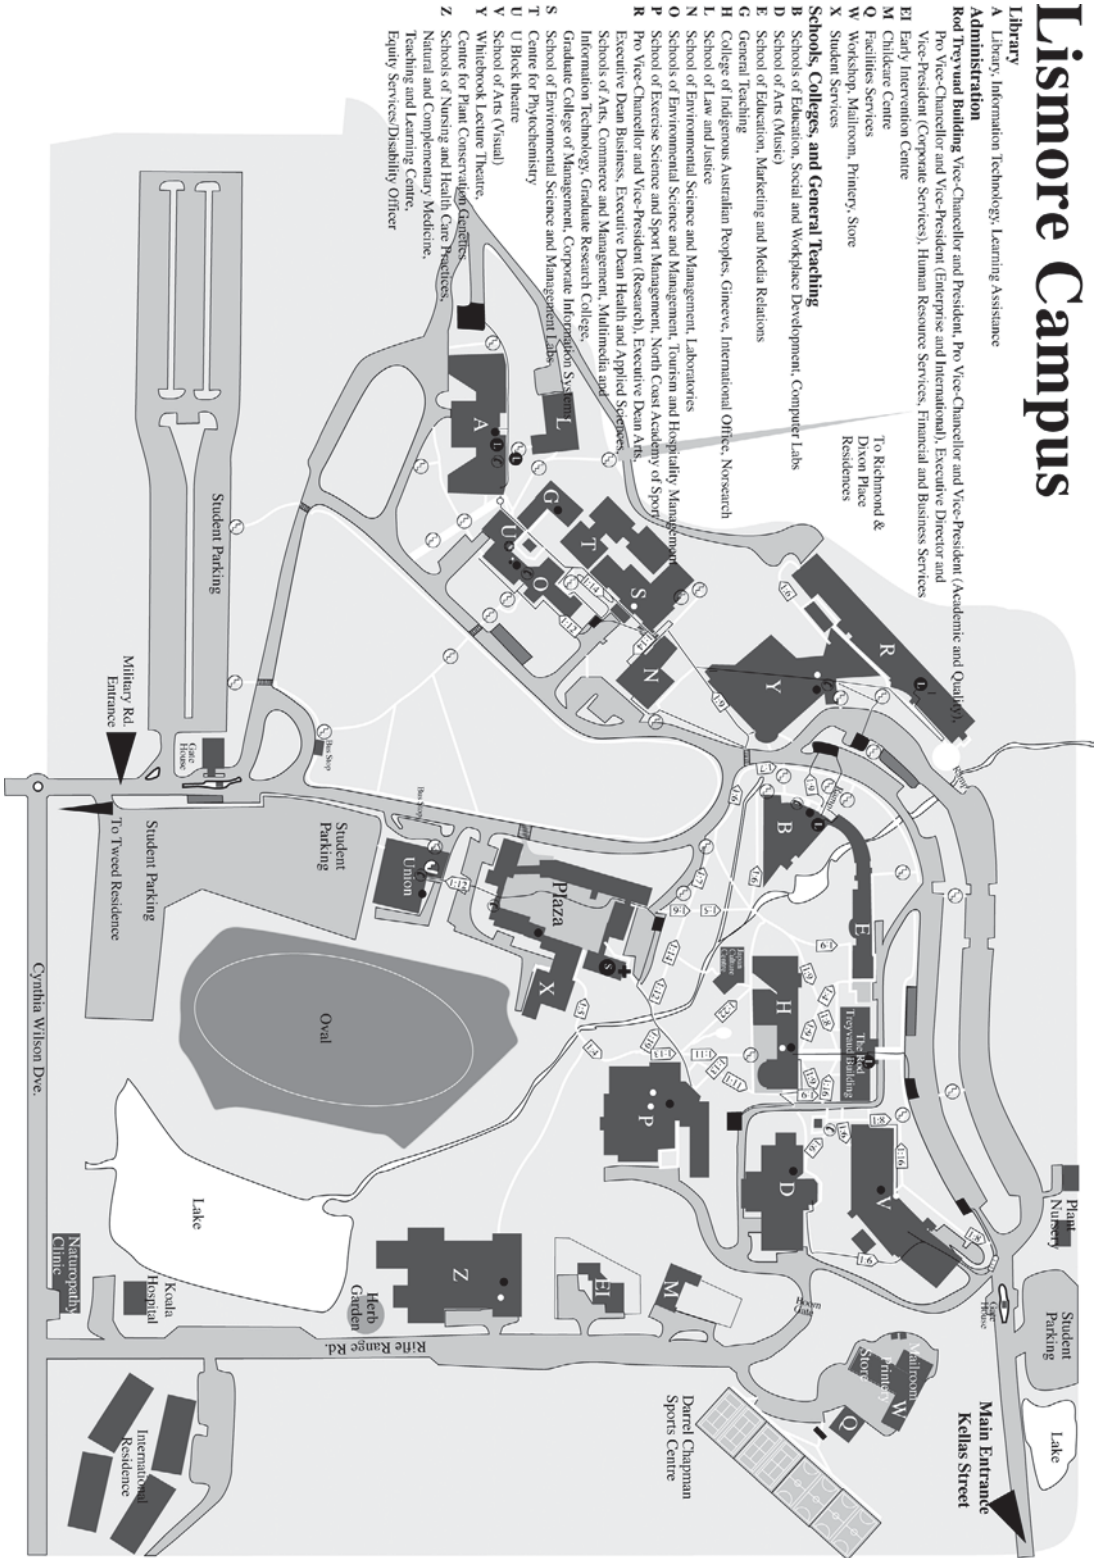 Lismore Campus
Library
A Library, Information Technology, Learning Assistance
Administration
Rod Treyvaud Building Vice-Chancellor and President, Pro Vice-Chancellor and Vice-President (Academic and Quality),
Pro Vice-Chancellor and Vice-President (Enterprise and International), Executive Director and
Vice-President (Corporate Services), Human Resource Services, Financial and Business Services
EI Early Intervention Centre
M Childcare Centre
Q Facilities Services
W Workshop, Mailroom, Printery, Store
X Student Services
Schools, Colleges, and General Teaching
B Schools of Education, Social and Workplace Development, Computer Labs
D School of Arts (Music)
E School of Education, Marketing and Media Relations
G General Teaching
H College of Indigenous Australian Peoples, Gineeve, International Office, Norsearch
L School of Law and Justice
N School of Environmental Science and Management, Laboratories
O Schools of Environmental Science and Management, Tourism and Hospitality Management
P School of Exercise Science and Sport Management, North Coast Academy of Sport
R Pro Vice-Chancellor and Vice-President (Research), Executive Dean Arts,
Executive Dean Business, Executive Dean Health and Applied Sciences,
Schools of Arts, Commerce and Management, Multimedia and
Information Technology, Graduate Research College,
Graduate College of Management, Corporate Information Systems
S School of Environmental Science and Management Labs
T Centre for Phytochemistry
U U Block theatre
V School of Arts (Visual)
Y Whitebrook Lecture Theatre,
Centre for Plant Conservation Genetics
Z Schools of Nursing and Health Care Practices,
Natural and Complementary Medicine,
Teaching and Learning Centre,
Equity Services/Disability Officer
To Richmond &
Dixon Place
Residences
A
L
G
T
U
O
S
N
R
Y
B
E
H
The Rod
Treyvaud Building
P
D
V
X
Plaza
Union
Z
EI
M
W
Q
Mailroom
Printery
Store
Student Parking
Military Rd.
Entrance
Gate
House
Bus Stop
To Tweed Residence
Student Parking
Student
Parking
Oval
Cynthia Wilson Dve.
Lake
Naturopathy
Clinic
Koala
Hospital
Herb
Garden
Rifle Range Rd.
International
Residence
Darrel Chapman
Sports Centre
Boom
Gate
Gate
House
Plant
Nursery
Student
Parking
Lake
Main Entrance
Kellas Street